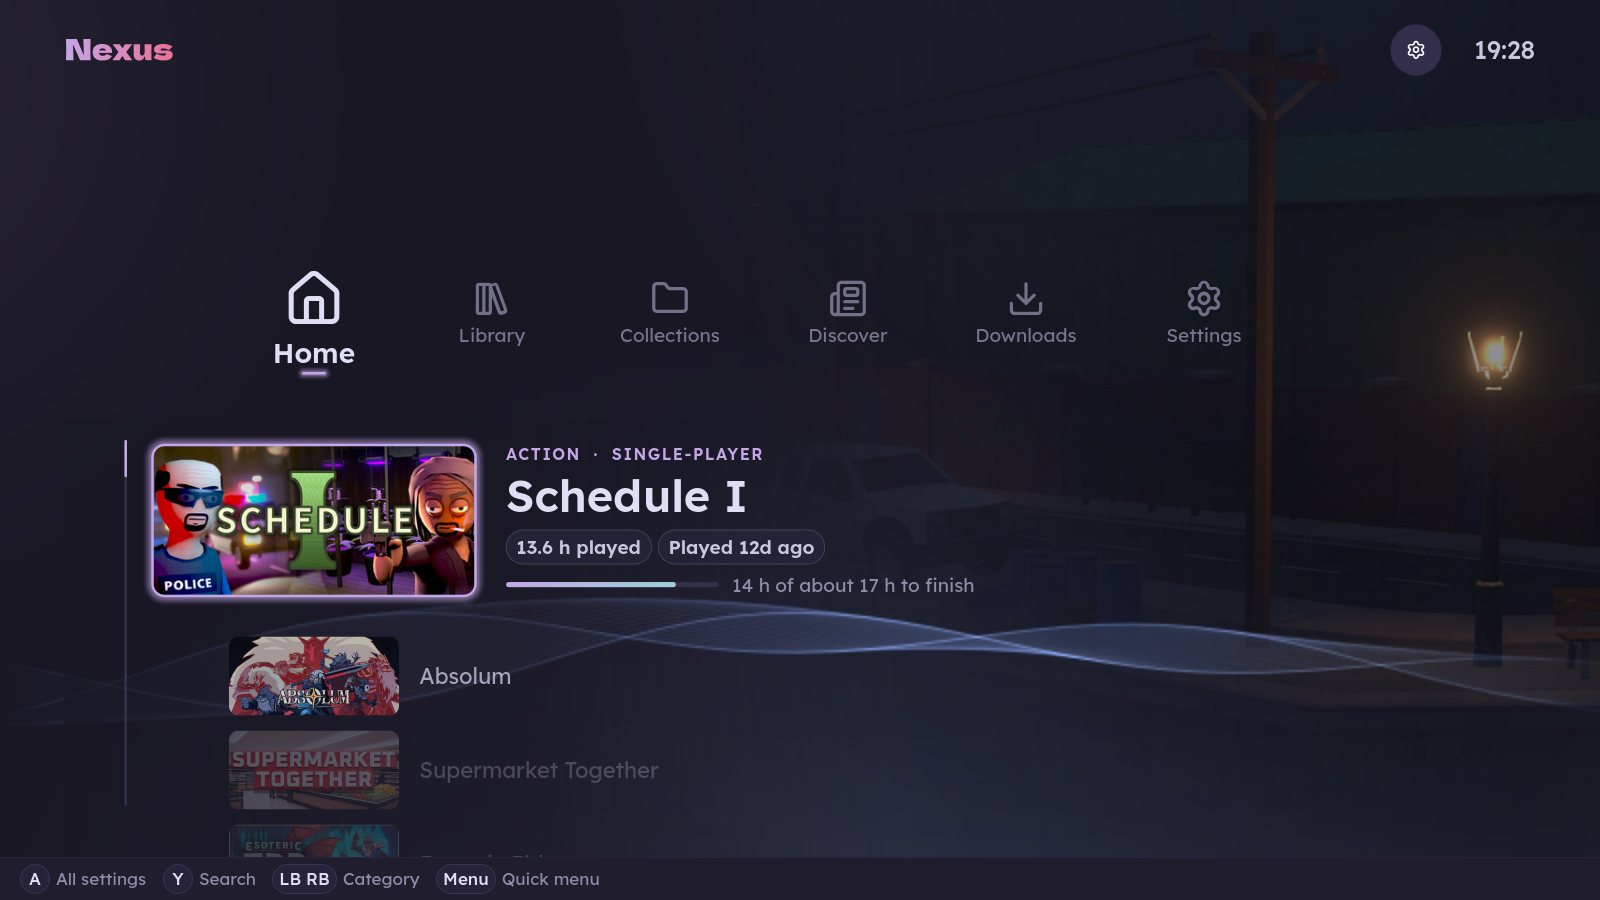 Nexus
19:28
Home
Library
Collections
Discover
Downloads
Settings
ACTION · SINGLE-PLAYER
Schedule I
13.6 h played
Played 12d ago
14 h of about 17 h to finish
SCHEDULE I
POLICE
ABSOLUM
Absolum
SUPERMARKET
TOGETHER
Supermarket Together
ESOTERIC
A All settings
Y Search
LB RB Category
Menu Quick menu